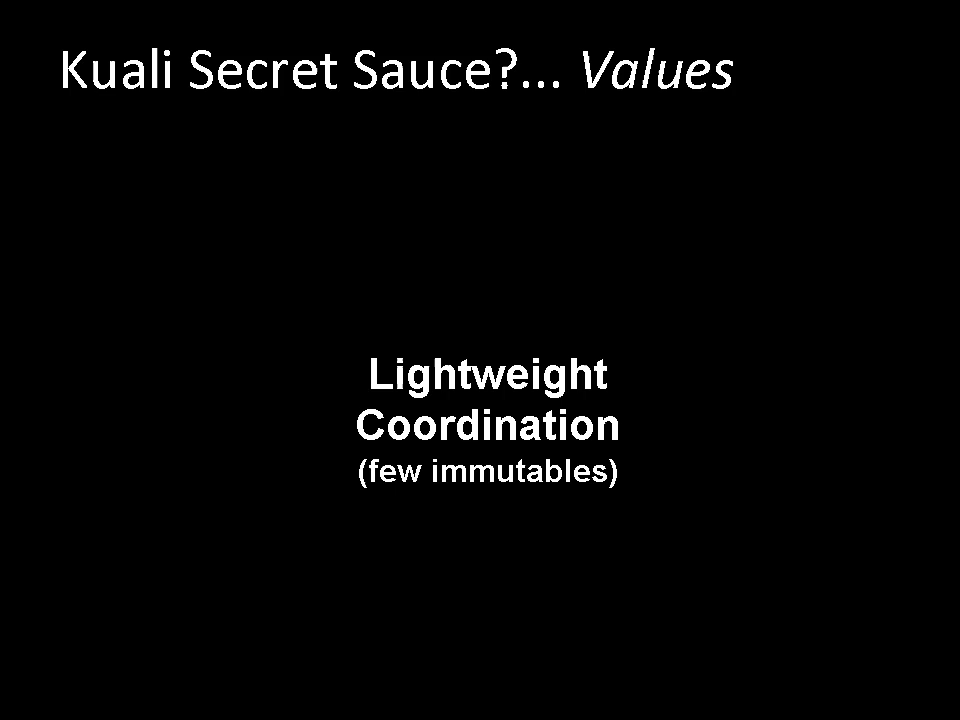 Kuali Secret Sauce?... Values
Lightweight
Coordination
(few immutables)